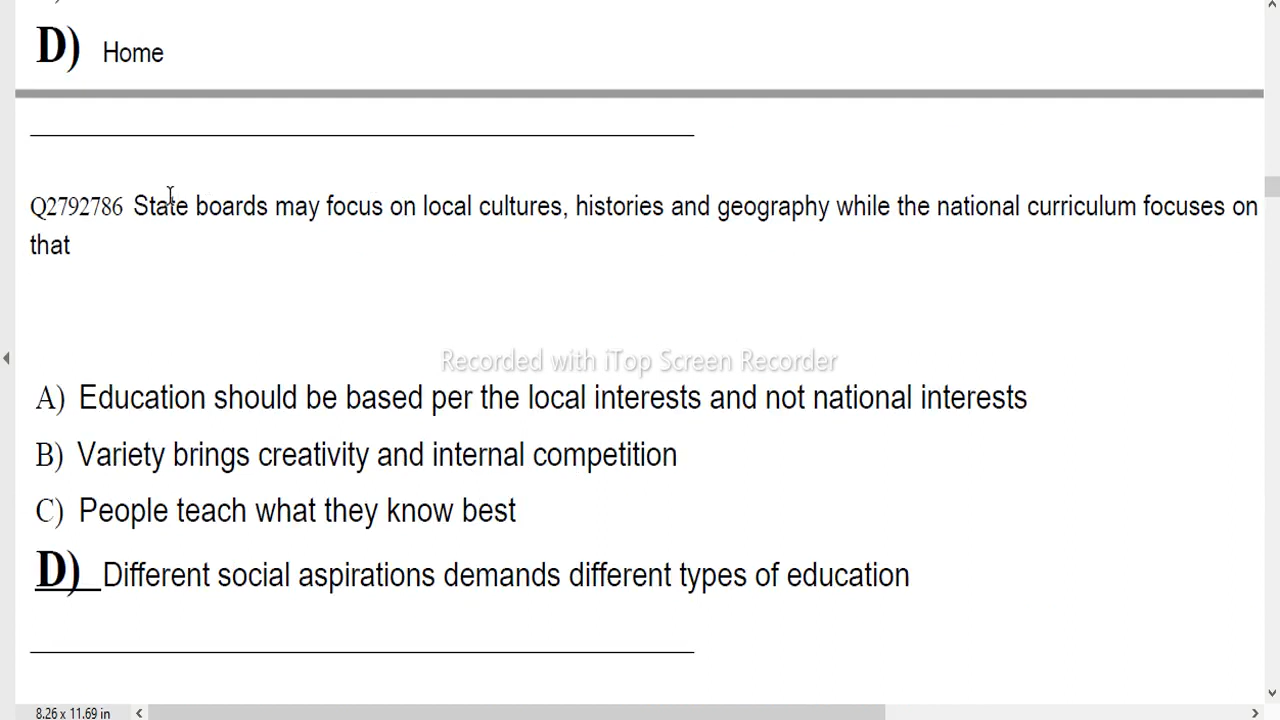 D) Home
Q2792786 State boards may focus on local cultures, histories and geography while the national curriculum focuses on
that
Recorded with iTop Screen Recorder
A) Education should be based per the local interests and not national interests
B) Variety brings creativity and internal competition
C) People teach what they know best
D) Different social aspirations demands different types of education
8.26 x 11.69 in